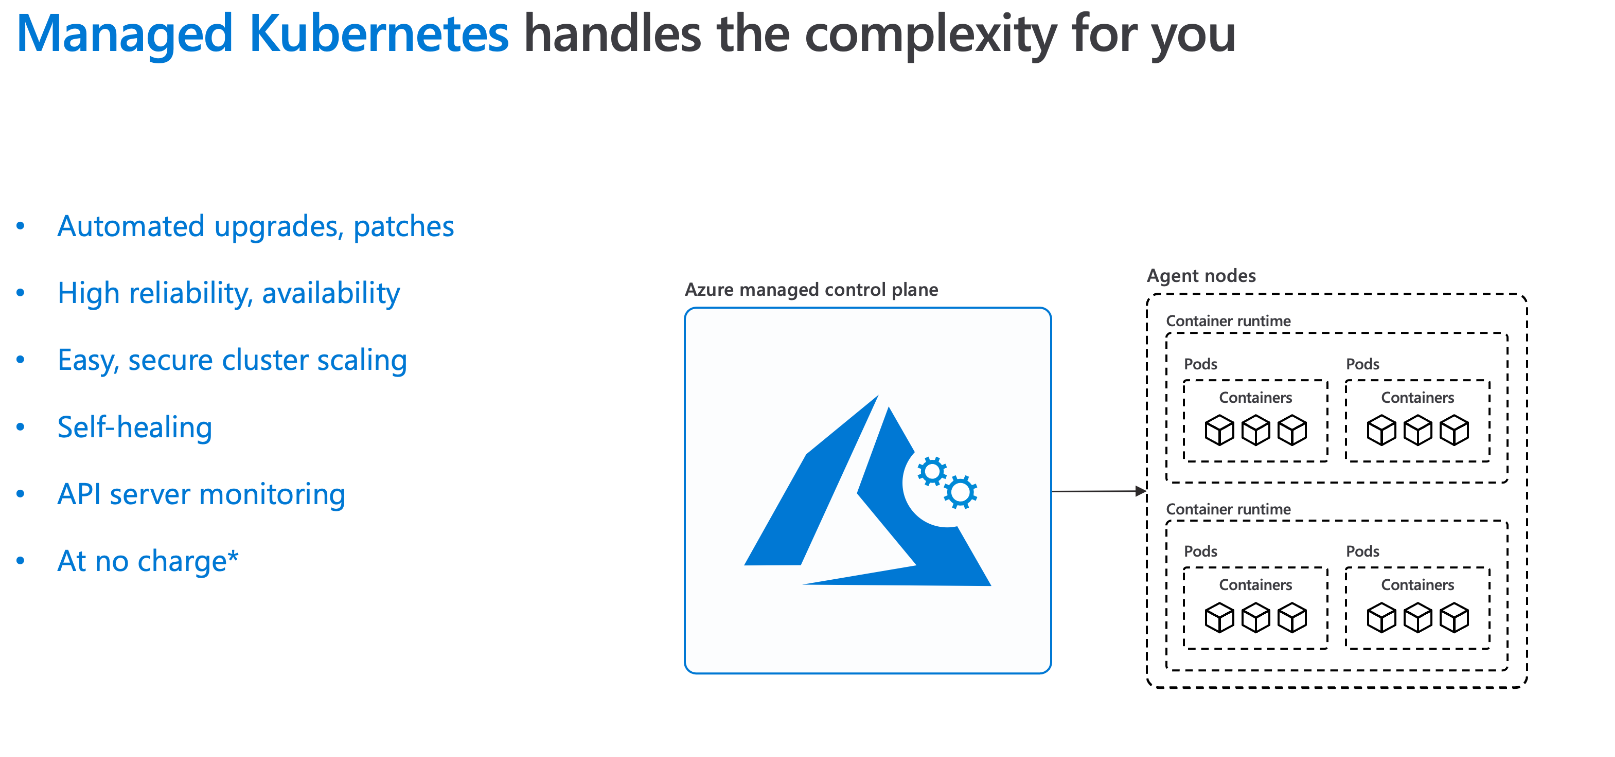 Managed Kubernetes handles the complexity for you
• Automated upgrades, patches
• High reliability, availability
• Easy, secure cluster scaling
• Self-healing
• API server monitoring
• At no charge*
Azure managed control plane
Agent nodes
Container runtime
Pods
Containers
Pods
Containers
Container runtime
Pods
Containers
Pods
Containers